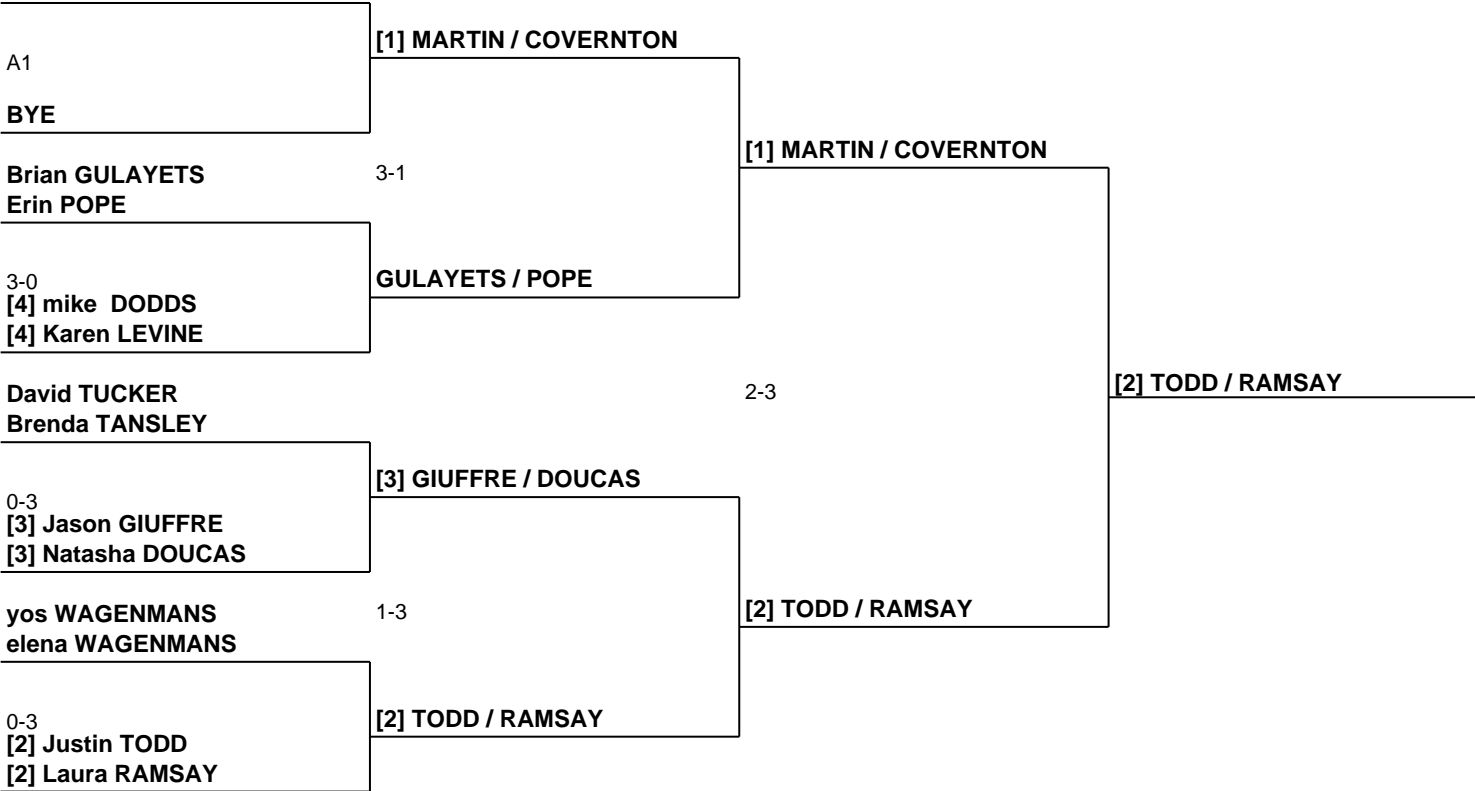 [1] MARTIN / COVERNTON
A1
BYE
[1] MARTIN / COVERNTON
Brian GULAYETS
3-1
Erin POPE
3-0
GULAYETS / POPE
[4] mike  DODDS
[4] Karen LEVINE
David TUCKER
2-3
[2] TODD / RAMSAY
Brenda TANSLEY
[3] GIUFFRE / DOUCAS
0-3
[3] Jason GIUFFRE
[3] Natasha DOUCAS
yos WAGENMANS
1-3
[2] TODD / RAMSAY
elena WAGENMANS
0-3
[2] TODD / RAMSAY
[2] Justin TODD
[2] Laura RAMSAY